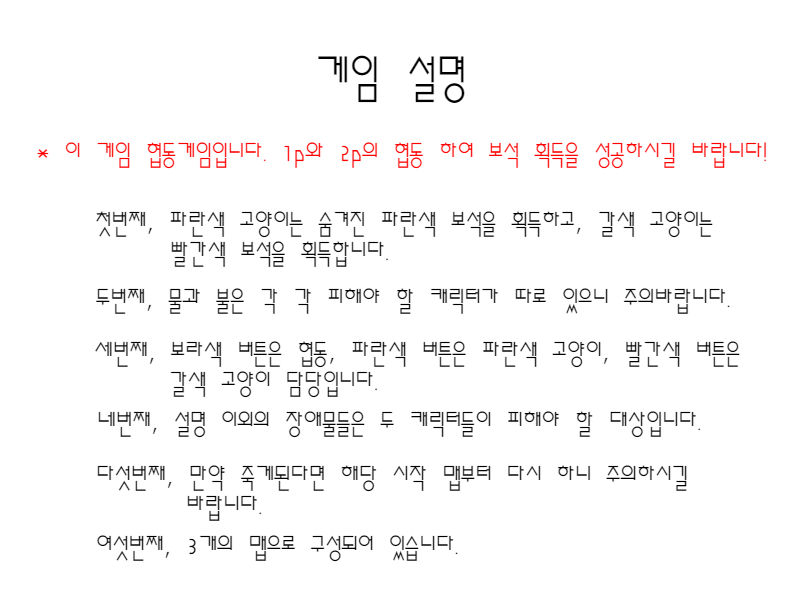 게임 설명
* 이 게임 협동게임입니다. 1p와 2p의 협동 하여 보석 획득을 성공하시길 바랍니다!
첫번째, 파란색 고양이는 숨겨진 파란색 보석을 획득하고, 갈색 고양이는
빨간색 보석을 획득합니다.
두번째, 물과 불은 각 각 피해야 할 캐릭터가 따로 있으니 주의바랍니다.
세번째, 보라색 버튼은 협동, 파란색 버튼은 파란색 고양이, 빨간색 버튼은
갈색 고양이 담당입니다.
네번째, 설명 이외의 장애물들은 두 캐릭터들이 피해야 할 대상입니다.
다섯번째, 만약 죽게된다면 해당 시작 맵부터 다시 하니 주의하시길
바랍니다.
여섯번째, 3개의 맵으로 구성되어 있습니다.